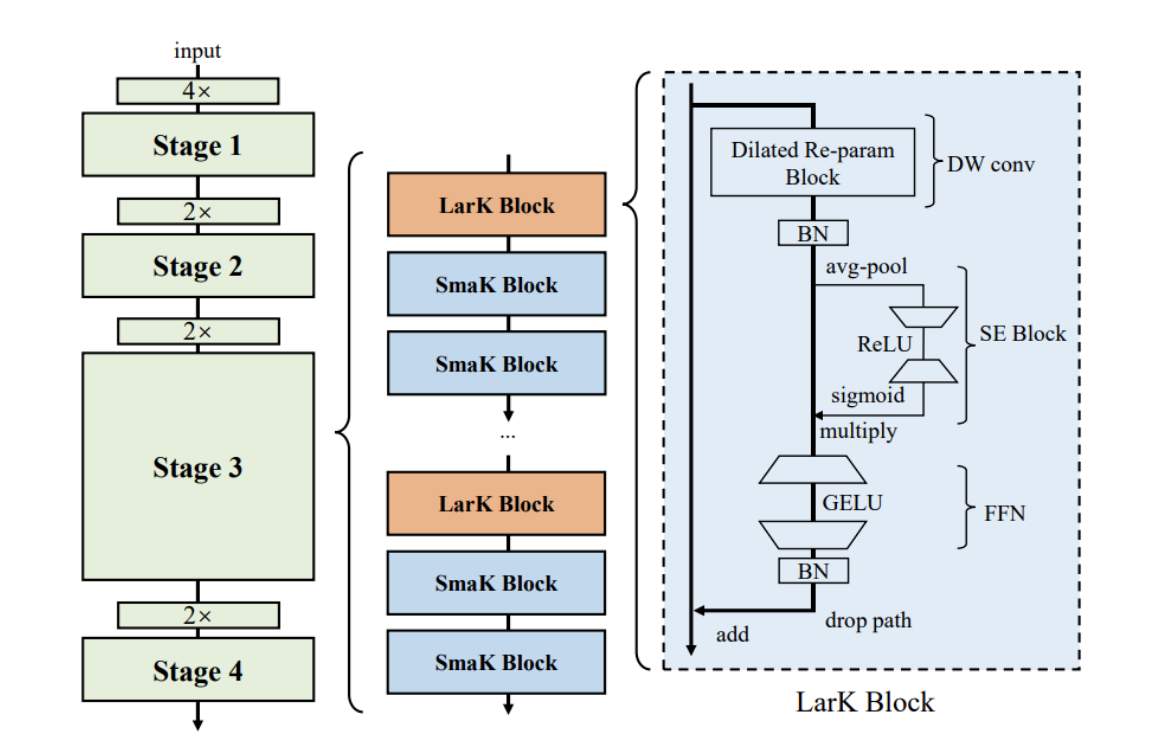 input
4×
Stage 1
2×
Stage 2
2×
Stage 3
2×
Stage 4
LarK Block
SmaK Block
SmaK Block
...
LarK Block
SmaK Block
SmaK Block
Dilated Re-param
Block
DW conv
BN
avg-pool
ReLU
SE Block
sigmoid
multiply
GELU
FFN
BN
drop path
add
LarK Block